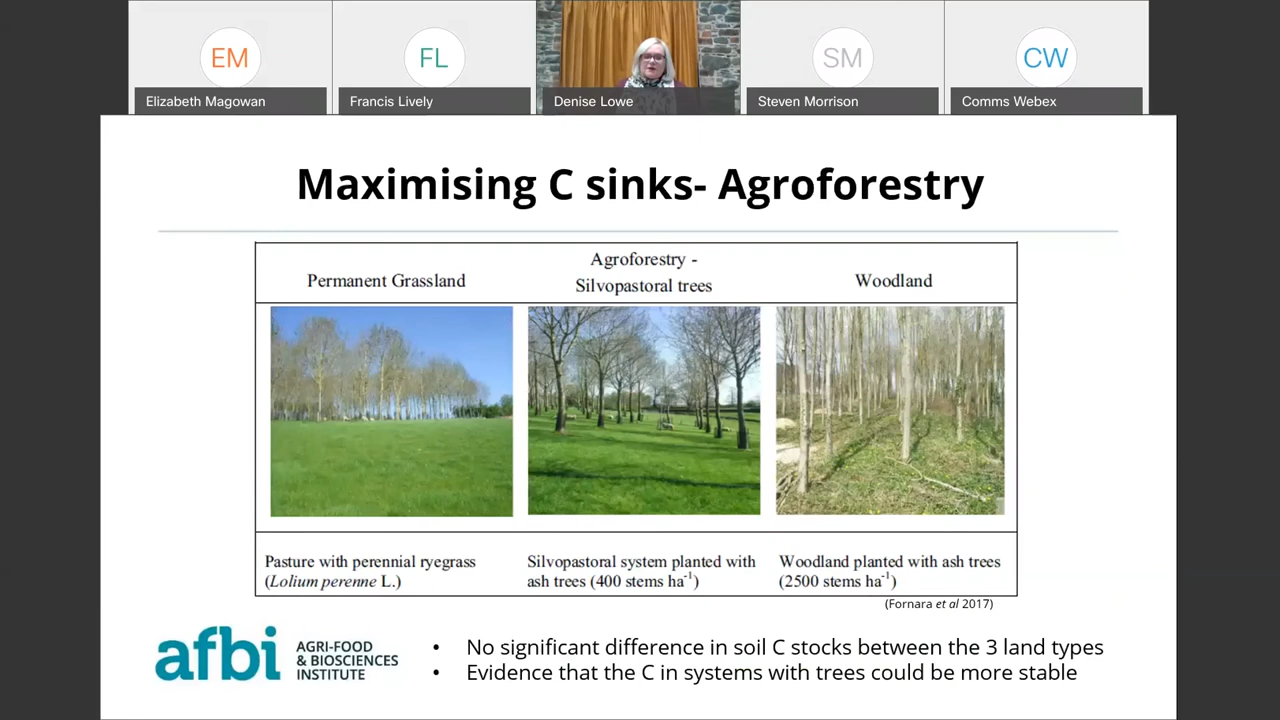 EM
FL
SM
CW
Elizabeth Magowan
Francis Lively
Denise Lowe
Steven Morrison
Comms Webex
Maximising C sinks- Agroforestry
Permanent Grassland
Agroforestry -
Silvopastoral trees
Woodland
Pasture with perennial ryegrass
(Lolium perenne L.)
Silvopastoral system planted with
ash trees (400 stems ha⁻¹)
Woodland planted with ash trees
(2500 stems ha⁻¹)
(Fornara et al 2017)
afbi
AGRI-FOOD
& BIOSCIENCES
INSTITUTE
• No significant difference in soil C stocks between the 3 land types
• Evidence that the C in systems with trees could be more stable